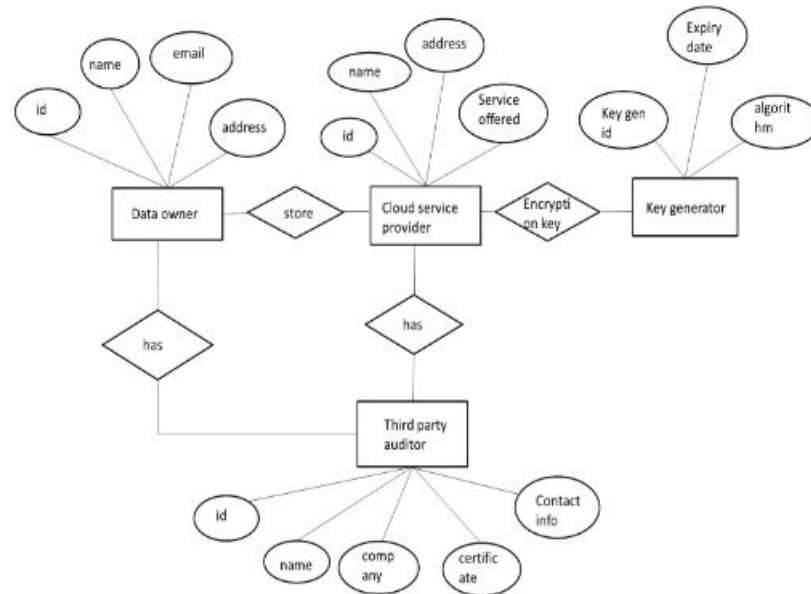 id
name
email
address
id
name
address
Service
offered
Key gen
id
Expiry
date
algorit
hm
Data owner
store
Cloud service
provider
Encrypti
on key
Key generator
has
has
Third party
auditor
id
name
comp
any
certific
ate
Contact
info